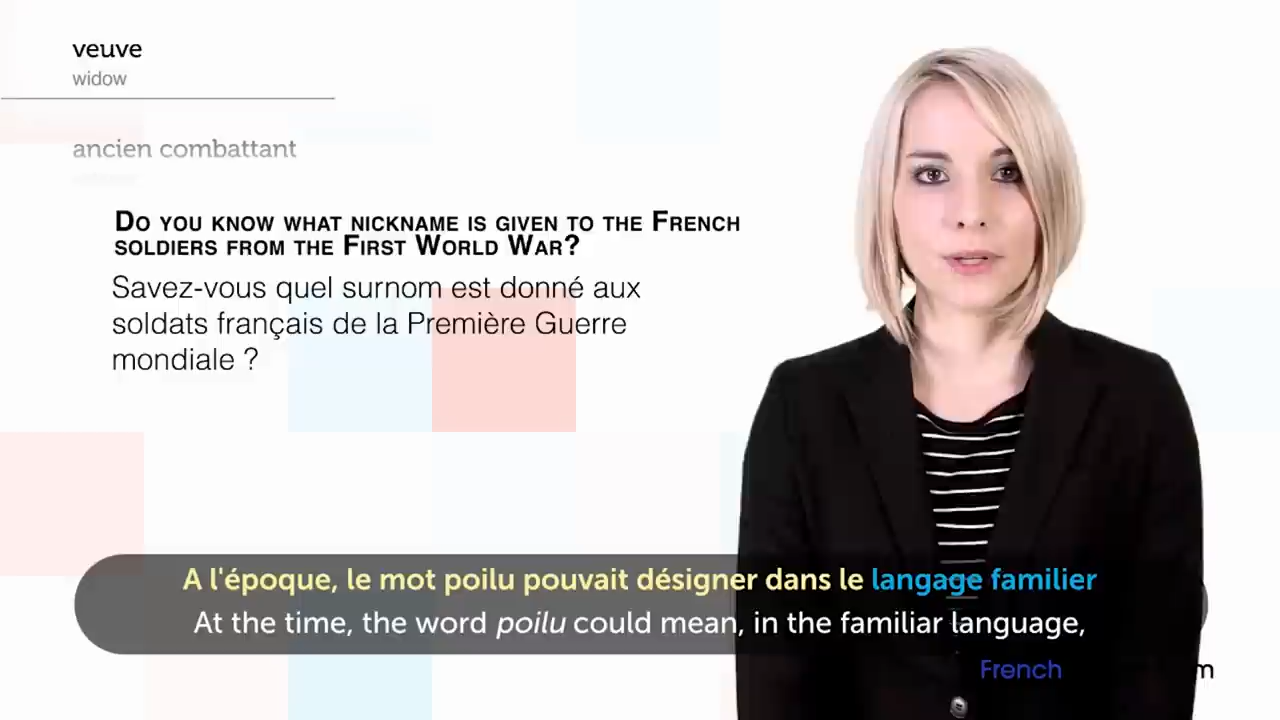 veuve
widow
ancien combattant
Do you know what nickname is given to the French
soldiers from the First World War?
Savez-vous quel surnom est donné aux
soldats français de la Première Guerre
mondiale ?
A l'époque, le mot poilu pouvait désigner dans le langage familier
At the time, the word poilu could mean, in the familiar language,
French m